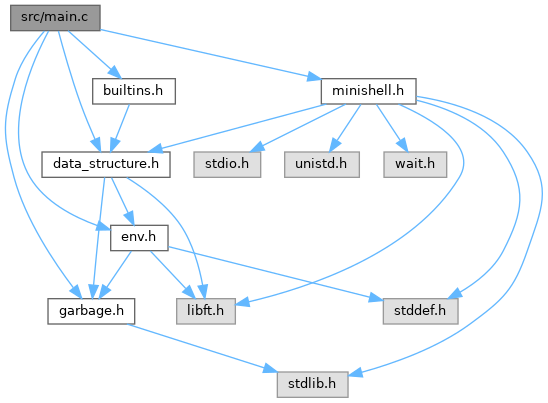 src/main.c
builtins.h
minishell.h
data_structure.h
stdio.h
unistd.h
wait.h
env.h
garbage.h
libft.h
stddef.h
stdlib.h